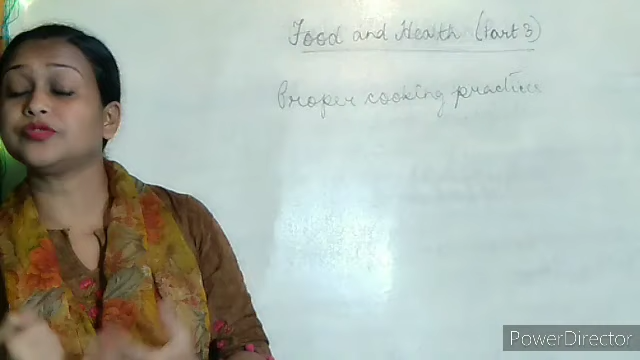 Food and Health (Part 3)
Proper cooking practices
PowerDirector